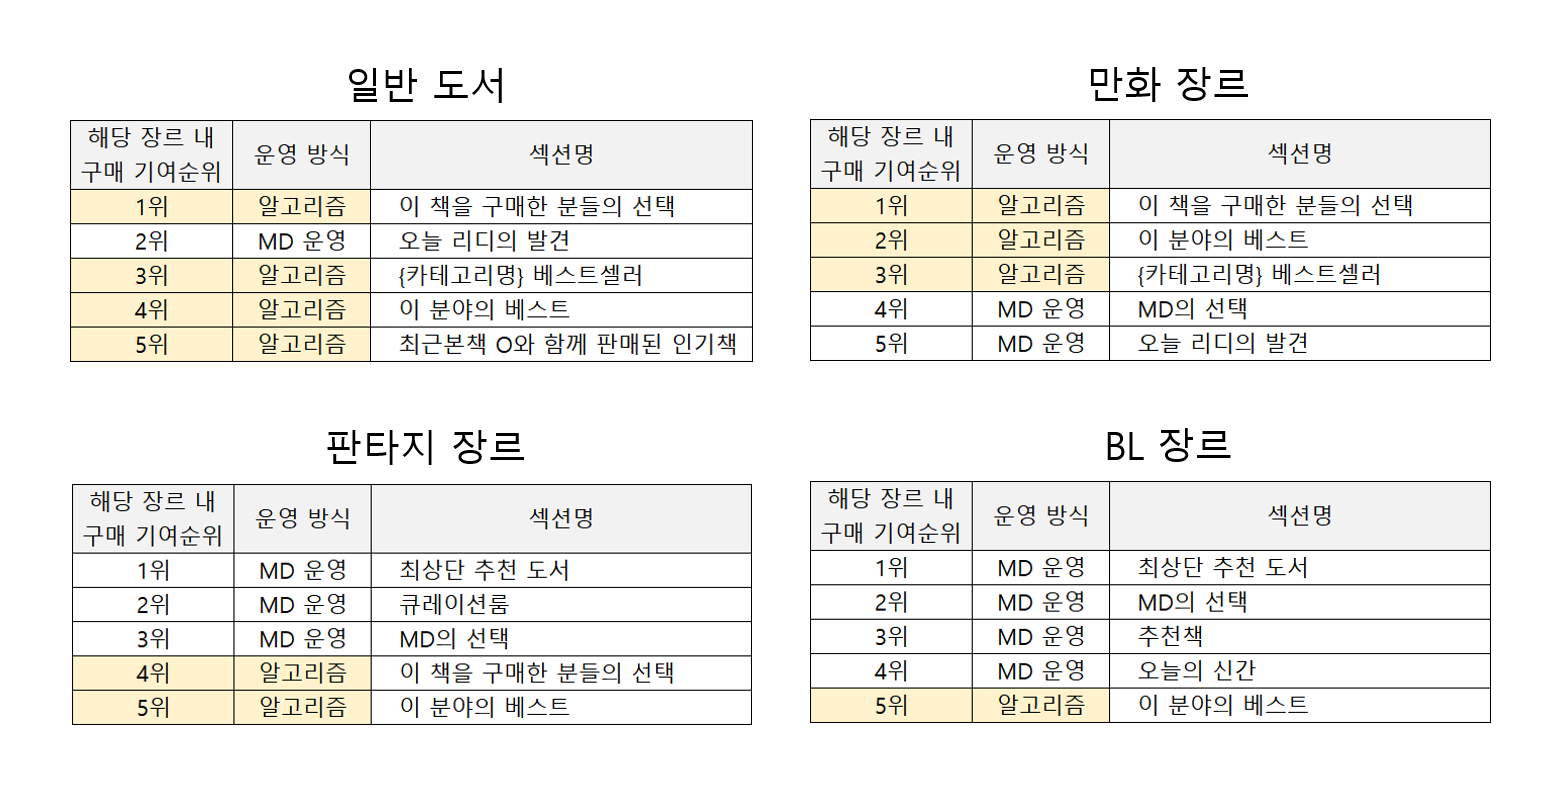 일반 도서
해당 장르 내 구매 기여순위 운영 방식 섹션명
1위 알고리즘 이 책을 구매한 분들의 선택
2위 MD 운영 오늘 리디의 발견
3위 알고리즘 {카테고리명} 베스트셀러
4위 알고리즘 이 분야의 베스트
5위 알고리즘 최근본책 O와 함께 판매된 인기책
만화 장르
해당 장르 내 구매 기여순위 운영 방식 섹션명
1위 알고리즘 이 책을 구매한 분들의 선택
2위 알고리즘 이 분야의 베스트
3위 알고리즘 {카테고리명} 베스트셀러
4위 MD 운영 MD의 선택
5위 MD 운영 오늘 리디의 발견
판타지 장르
해당 장르 내 구매 기여순위 운영 방식 섹션명
1위 MD 운영 최상단 추천 도서
2위 MD 운영 큐레이션룸
3위 MD 운영 MD의 선택
4위 알고리즘 이 책을 구매한 분들의 선택
5위 알고리즘 이 분야의 베스트
BL 장르
해당 장르 내 구매 기여순위 운영 방식 섹션명
1위 MD 운영 최상단 추천 도서
2위 MD 운영 MD의 선택
3위 MD 운영 추천책
4위 MD 운영 오늘의 신간
5위 알고리즘 이 분야의 베스트